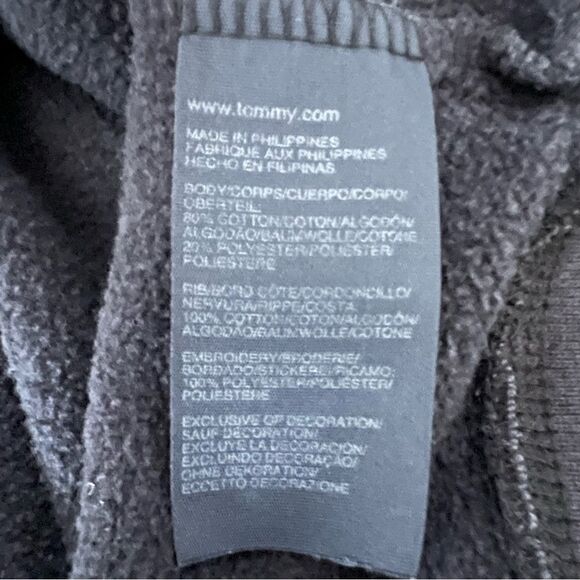 www.tommy.com
MADE IN PHILIPPINES
FABRIQUE AUX PHILIPPINES
HECHO EN FILIPINAS
BODY/CORPS/CUERPO/CORPO/
OBERTEIL:
80% COTTON/COTON/ALGODÓN/
ALGODÃO/BAUMWOLLE/COTONE
20% POLYESTER/POLIÉSTER/
POLIESTERE
RIB/BORD CÔTE/CORDONCILLO/
NERVURA/RIPPE/COSTA
100% COTTON/COTON/ALGODÓN/
ALGODÃO/BAUMWOLLE/COTONE
EMBROIDERY/BRODERIE/
BORDADO/STICKEREI/RICAMO:
100% POLYESTER/POLIÉSTER/
POLIESTERE
EXCLUSIVE OF DECORATION/
SAUF DÉCORATION/
EXCLUYE LA DECORACIÓN/
EXCLUINDO DECORAÇÃO/
OHNE DEKORATION/
ECCETTO DECORAZIONE